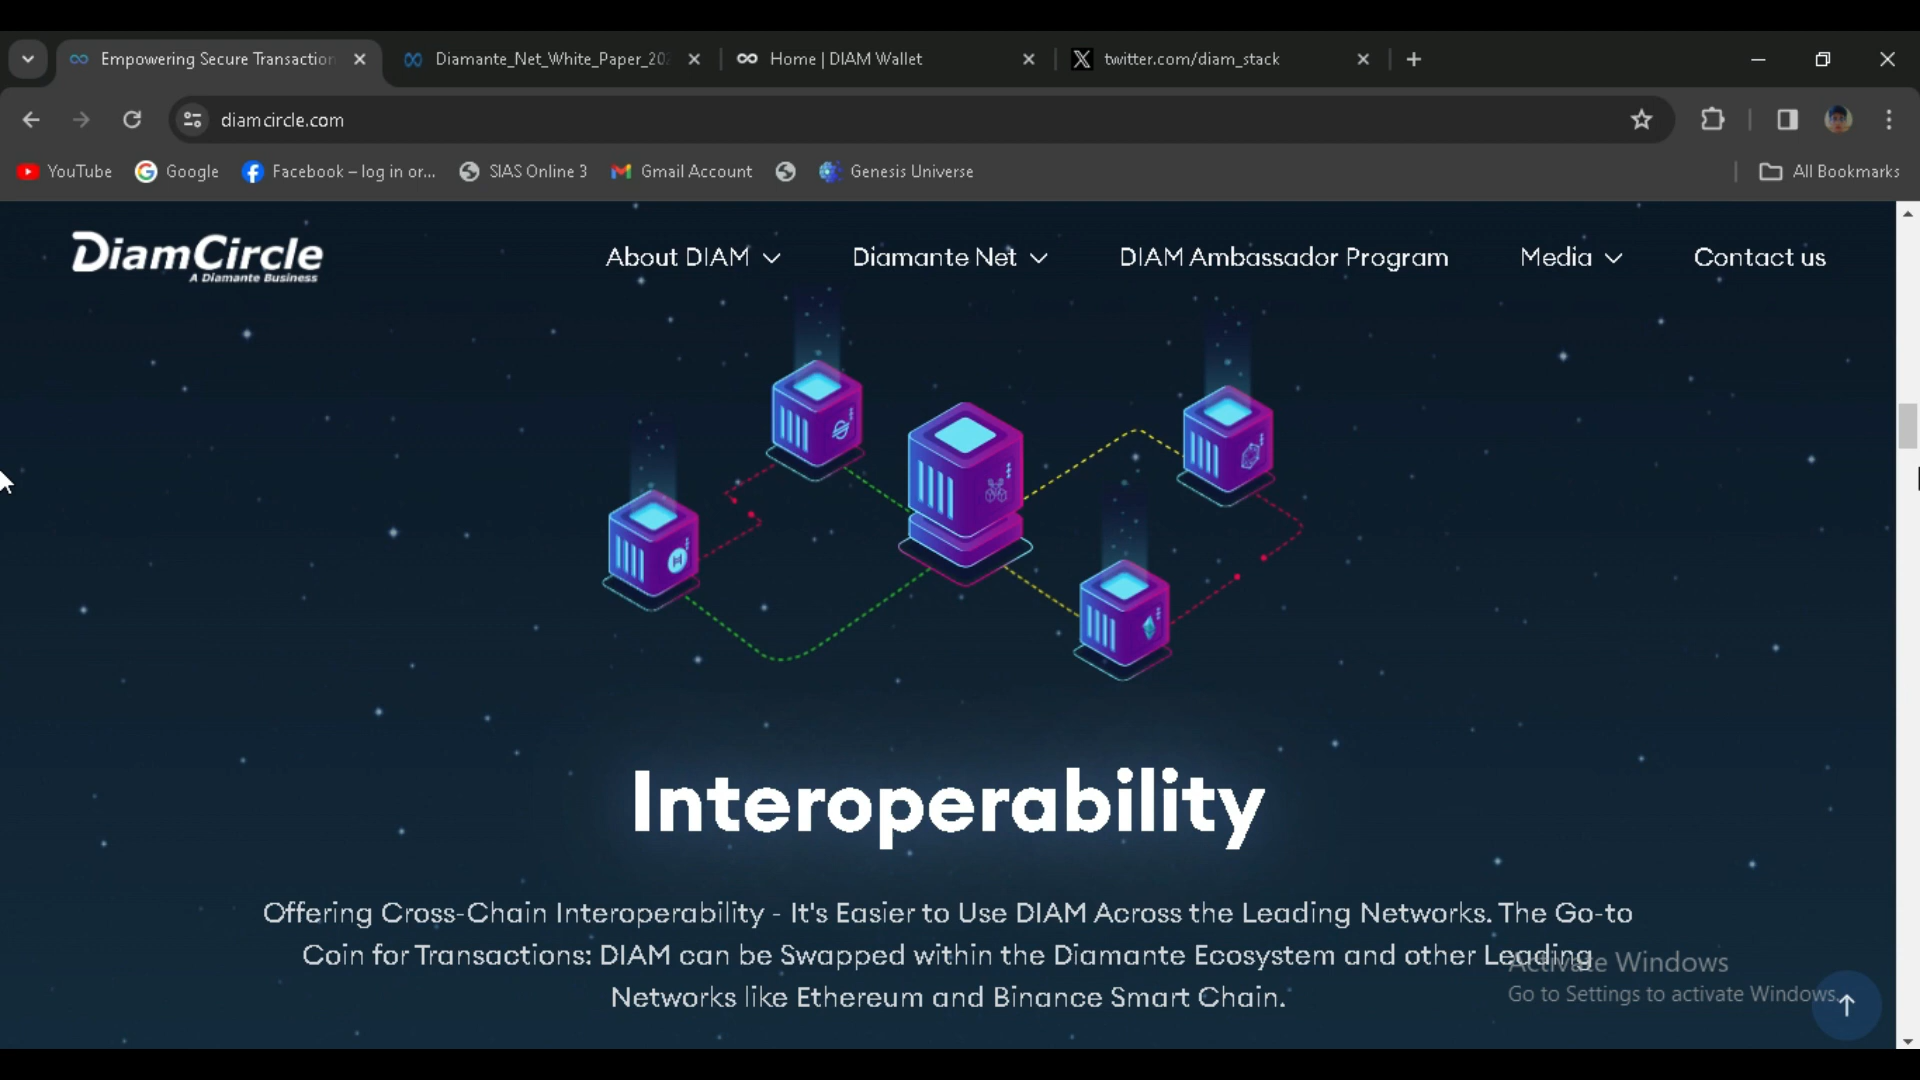 Empowering Secure Transaction
Diamante_Net_White_Paper_202
Home | DIAM Wallet
twitter.com/diam_stack
diamcircle.com
YouTube
Google
Facebook – log in or...
SIAS Online 3
Gmail Account
Genesis Universe
All Bookmarks
DiamCircle
A Diamante Business
About DIAM
Diamante Net
DIAM Ambassador Program
Media
Contact us
Interoperability
Offering Cross-Chain Interoperability - It's Easier to Use DIAM Across the Leading Networks. The Go-to
Coin for Transactions: DIAM can be Swapped within the Diamante Ecosystem and other Leading
Networks like Ethereum and Binance Smart Chain.
Activate Windows
Go to Settings to activate Windows.